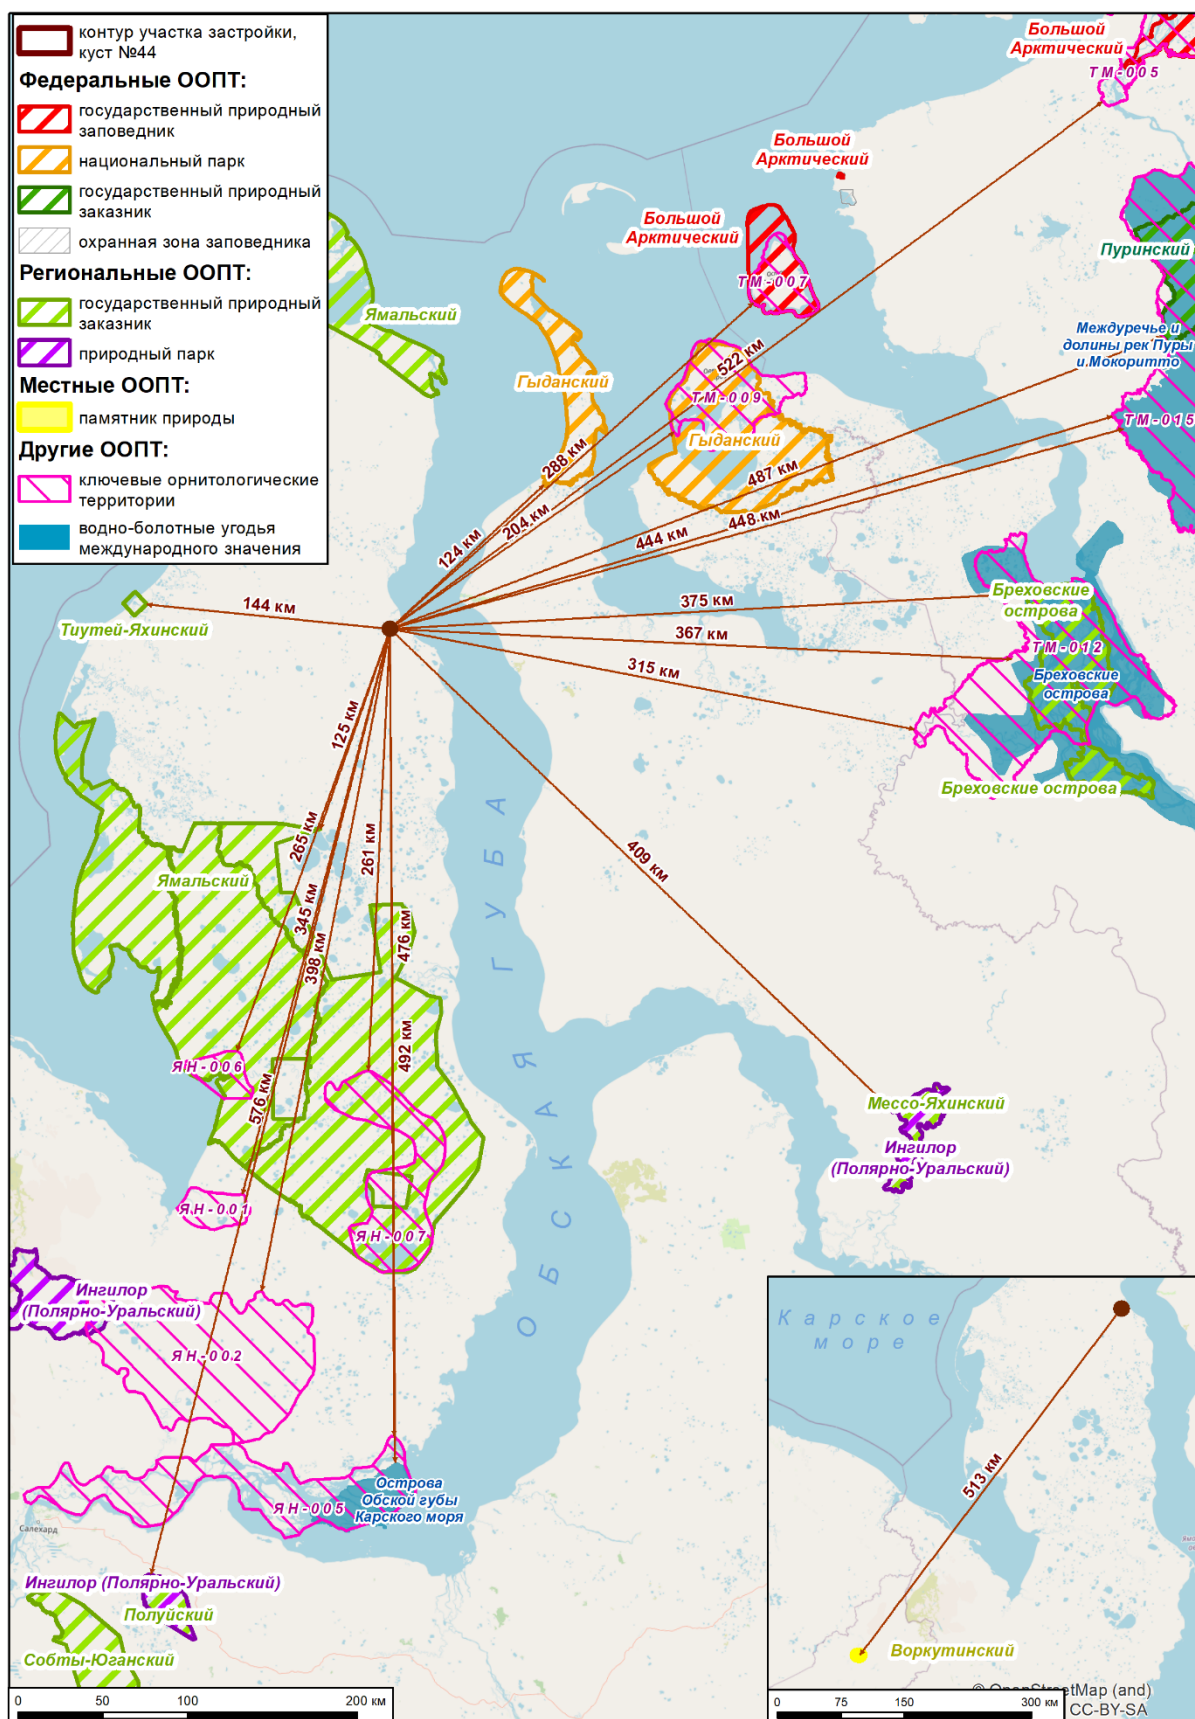 контур участка застройки,
куст №44
Федеральные ООПТ:
государственный природный
заповедник
национальный парк
государственный природный
заказник
охранная зона заповедника
Региональные ООПТ:
государственный природный
заказник
природный парк
Местные ООПТ:
памятник природы
Другие ООПТ:
ключевые орнитологические
территории
водно-болотные угодья
международного значения
Большой
Арктический
ТМ-005
Большой
Арктический
Большой
Арктический
ТМ-007
Пуринский
Ямальский
Междуречье и
долины рек Пуры
и Мокоритто
522 км
Гыданский
ТМ-009
ТМ-015
Гыданский
288 км
487 км
204 км
448 км
444 км
124 км
144 км
Тиутей-Яхинский
375 км
367 км
315 км
Бреховские
острова
ТМ-012
Бреховские
острова
Бреховские острова
125 км
265 км
261 км
409 км
Ямальский
345 км
398 км
476 км
492 км
ОБСКАЯ ГУБА
ЯН-006
576 км
Мессо-Яхинский
Ингилор
(Полярно-Уральский)
ЯН-001
ЯН-007
Ингилор
(Полярно-Уральский)
ЯН-002
Карское
море
513 км
Острова
Обской губы
Карского моря
ЯН-005
Салехард
Ингилор (Полярно-Уральский)
Полуйский
Собты-Юганский
Воркутинский
© OpenStreetMap (and)
CC-BY-SA
0 50 100 200 км
0 75 150 300 км